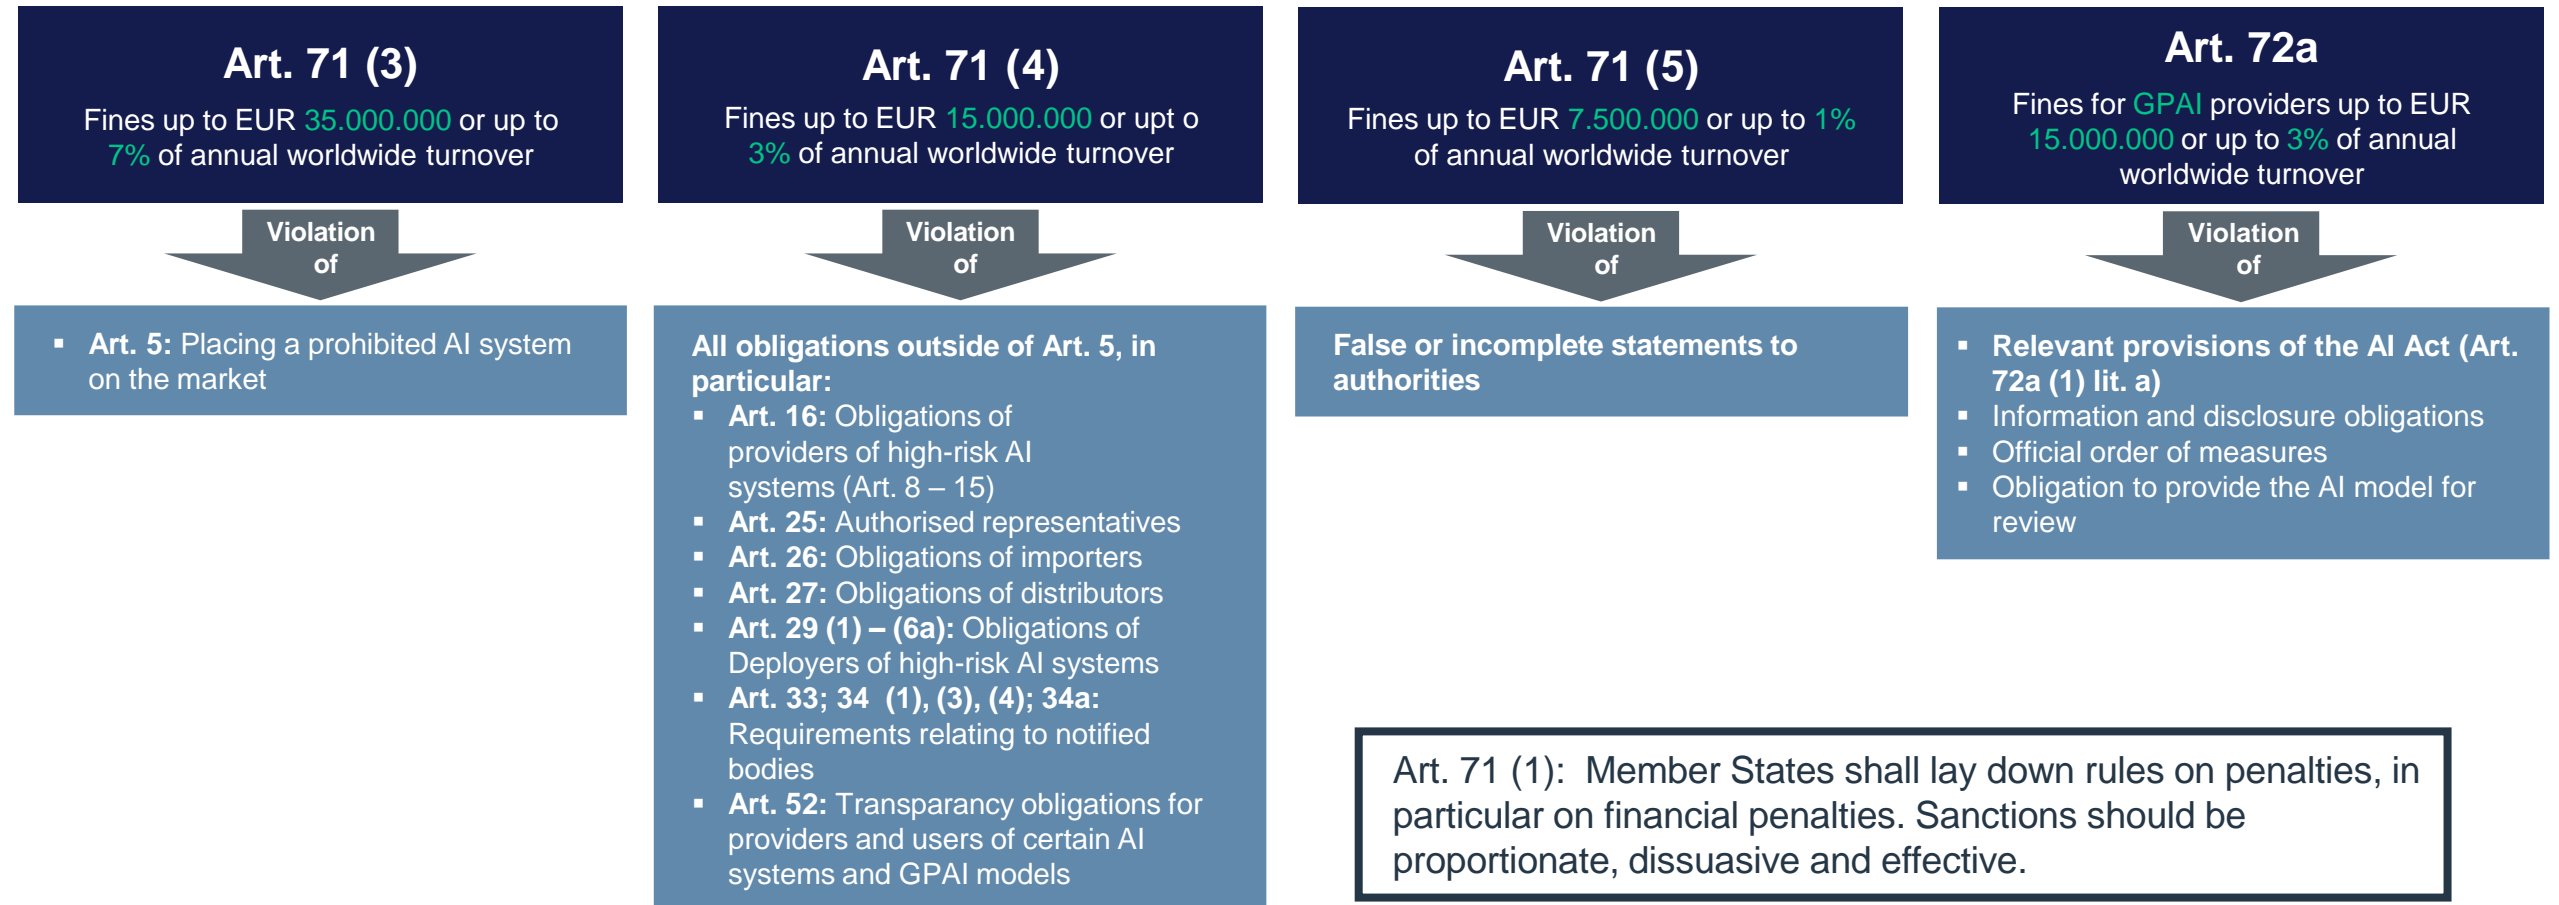 Art. 71 (3)
Fines up to EUR 35.000.000 or up to
7% of annual worldwide turnover
Violation
of
▪ Art. 5: Placing a prohibited AI system
on the market
Art. 71 (4)
Fines up to EUR 15.000.000 or upt o
3% of annual worldwide turnover
Violation
of
All obligations outside of Art. 5, in
particular:
▪ Art. 16: Obligations of
providers of high-risk AI
systems (Art. 8 – 15)
▪ Art. 25: Authorised representatives
▪ Art. 26: Obligations of importers
▪ Art. 27: Obligations of distributors
▪ Art. 29 (1) – (6a): Obligations of
Deployers of high-risk AI systems
▪ Art. 33; 34 (1), (3), (4); 34a:
Requirements relating to notified
bodies
▪ Art. 52: Transparancy obligations for
providers and users of certain AI
systems and GPAI models
Art. 71 (5)
Fines up to EUR 7.500.000 or up to 1%
of annual worldwide turnover
Violation
of
False or incomplete statements to
authorities
Art. 72a
Fines for GPAI providers up to EUR
15.000.000 or up to 3% of annual
worldwide turnover
Violation
of
▪ Relevant provisions of the AI Act (Art.
72a (1) lit. a)
▪ Information and disclosure obligations
▪ Official order of measures
▪ Obligation to provide the AI model for
review
Art. 71 (1): Member States shall lay down rules on penalties, in
particular on financial penalties. Sanctions should be
proportionate, dissuasive and effective.